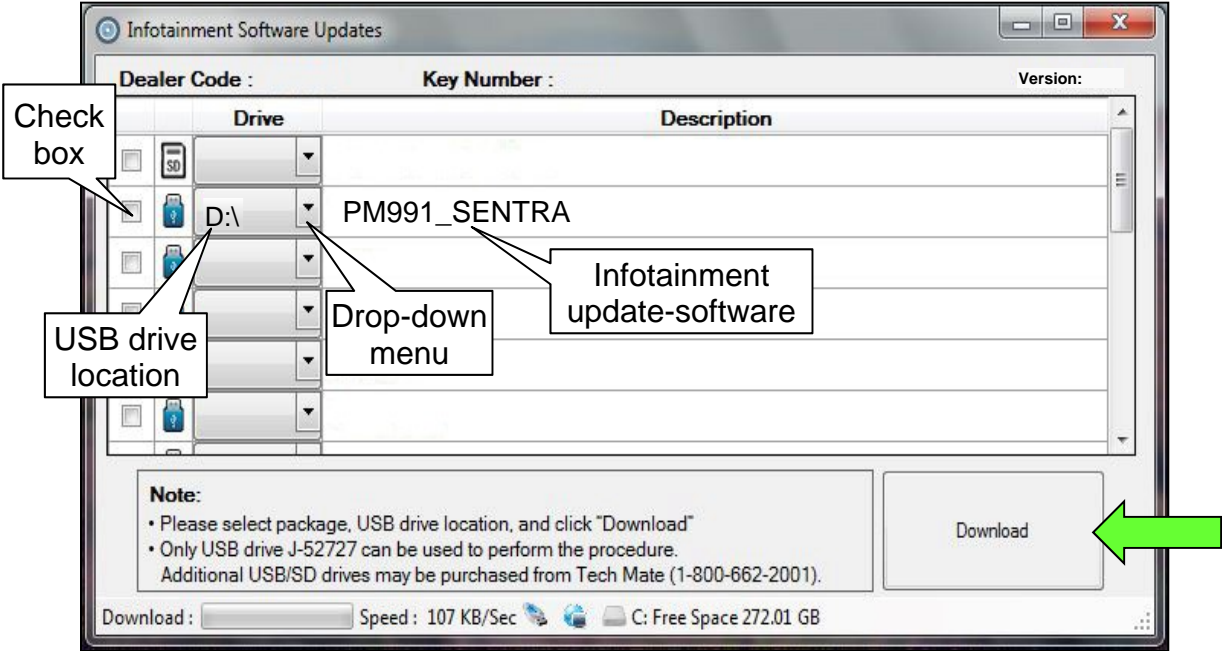 Infotainment Software Updates
Dealer Code :
Key Number :
Version:
Check
box
Drive
Description
SD
D:\
PM991_SENTRA
Infotainment
update-software
Drop-down
menu
USB drive
location
Note:
• Please select package, USB drive location, and click "Download"
• Only USB drive J-52727 can be used to perform the procedure.
Additional USB/SD drives may be purchased from Tech Mate (1-800-662-2001).
Download
Download :
Speed : 107 KB/Sec
C: Free Space 272.01 GB